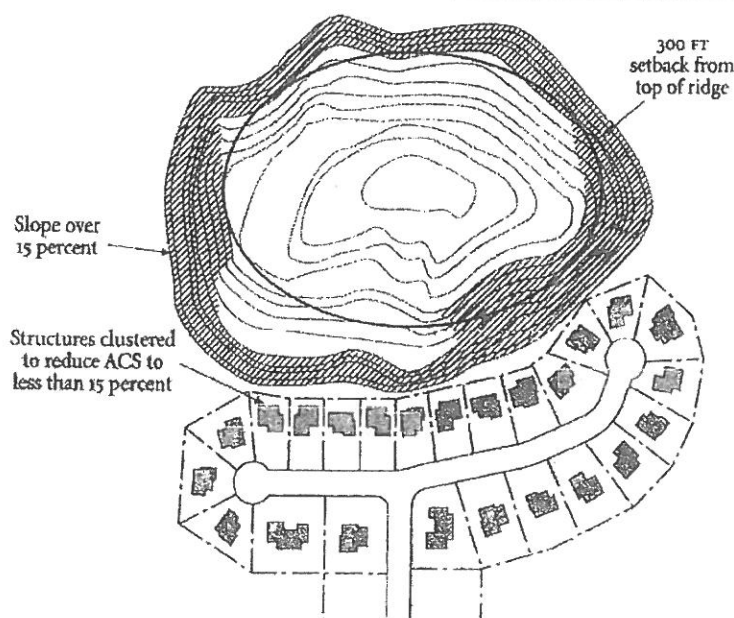 300 FT
setback from
top of ridge
Slope over
15 percent
Structures clustered
to reduce ACS to
less than 15 percent